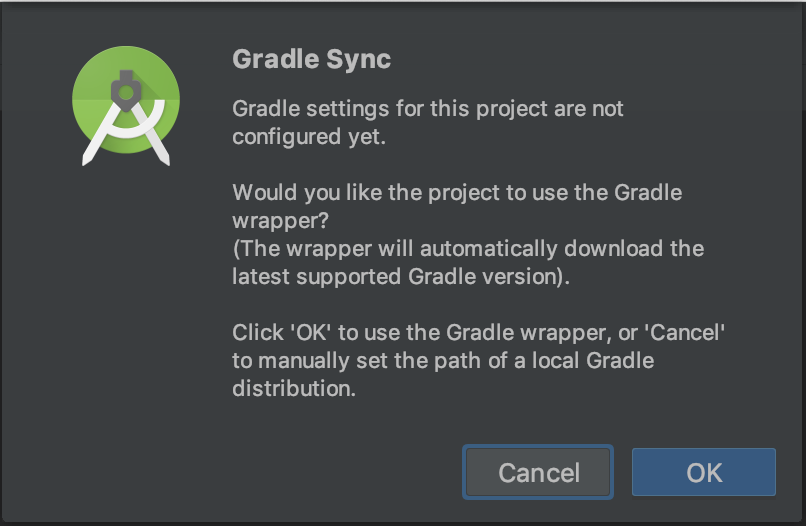 Gradle Sync
Gradle settings for this project are not
configured yet.
Would you like the project to use the Gradle
wrapper?
(The wrapper will automatically download the
latest supported Gradle version).
Click 'OK' to use the Gradle wrapper, or 'Cancel'
to manually set the path of a local Gradle
distribution.
Cancel
OK